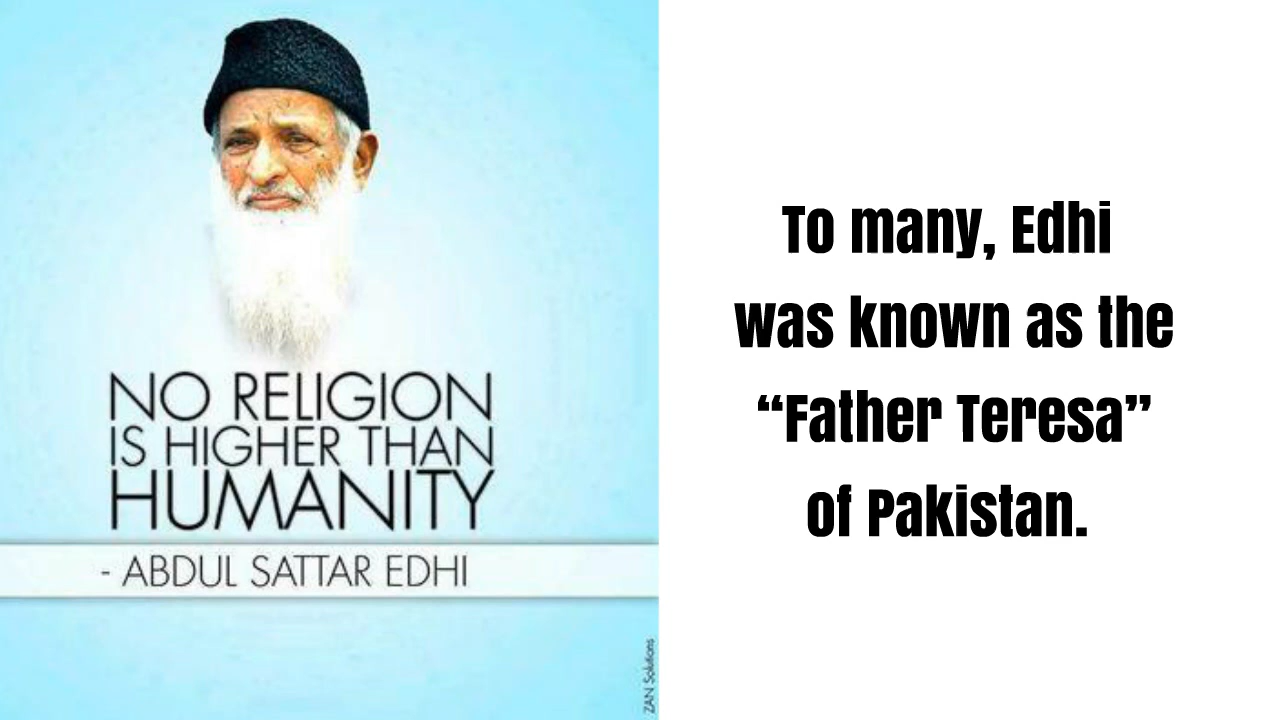 NO RELIGION
IS HIGHER THAN
HUMANITY
- ABDUL SATTAR EDHI
ZAN Solutions
To many, Edhi
was known as the
“Father Teresa”
of Pakistan.